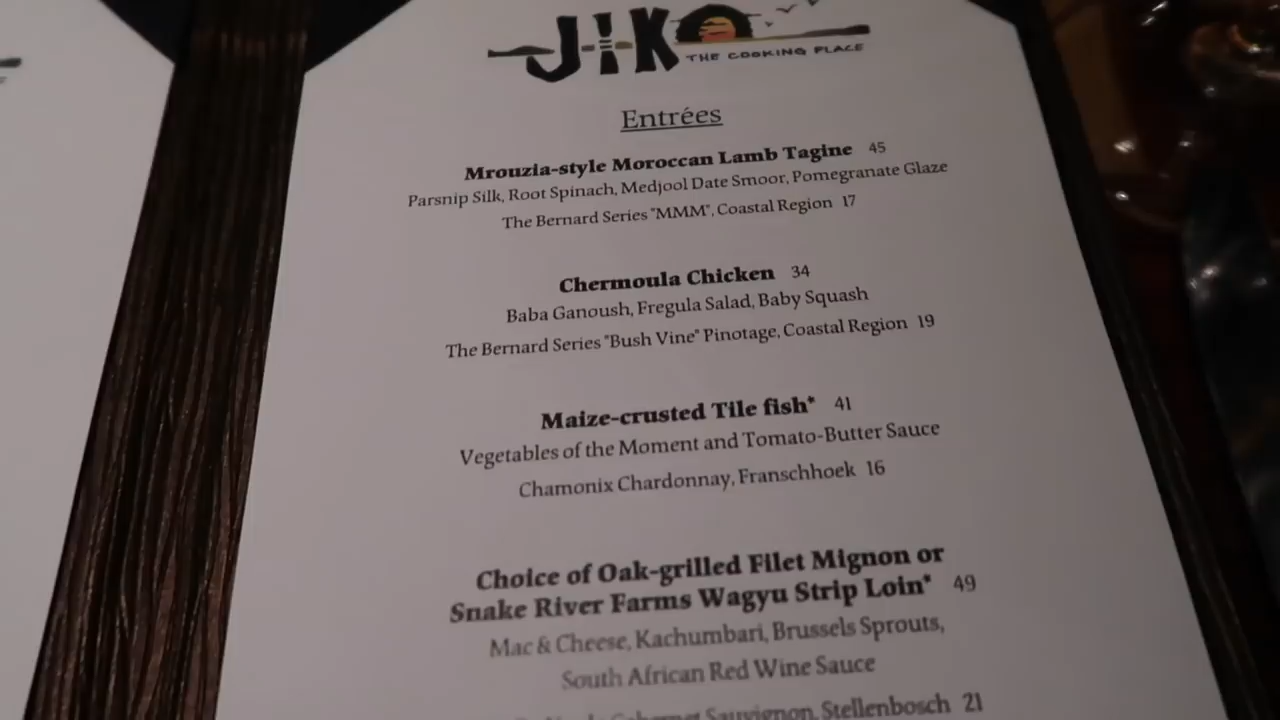 JIKO
THE COOKING PLACE
Entrées
Mrouzia-style Moroccan Lamb Tagine 45
Parsnip Silk, Root Spinach, Medjool Date Smoor, Pomegranate Glaze
The Bernard Series "MMM", Coastal Region 17
Chermoula Chicken 34
Baba Ganoush, Fregula Salad, Baby Squash
The Bernard Series "Bush Vine" Pinotage, Coastal Region 19
Maize-crusted Tile fish* 41
Vegetables of the Moment and Tomato-Butter Sauce
Chamonix Chardonnay, Franschhoek 16
Choice of Oak-grilled Filet Mignon or
Snake River Farms Wagyu Strip Loin* 49
Mac & Cheese, Kachumbari, Brussels Sprouts,
South African Red Wine Sauce
Cabernet Sauvignon, Stellenbosch 21